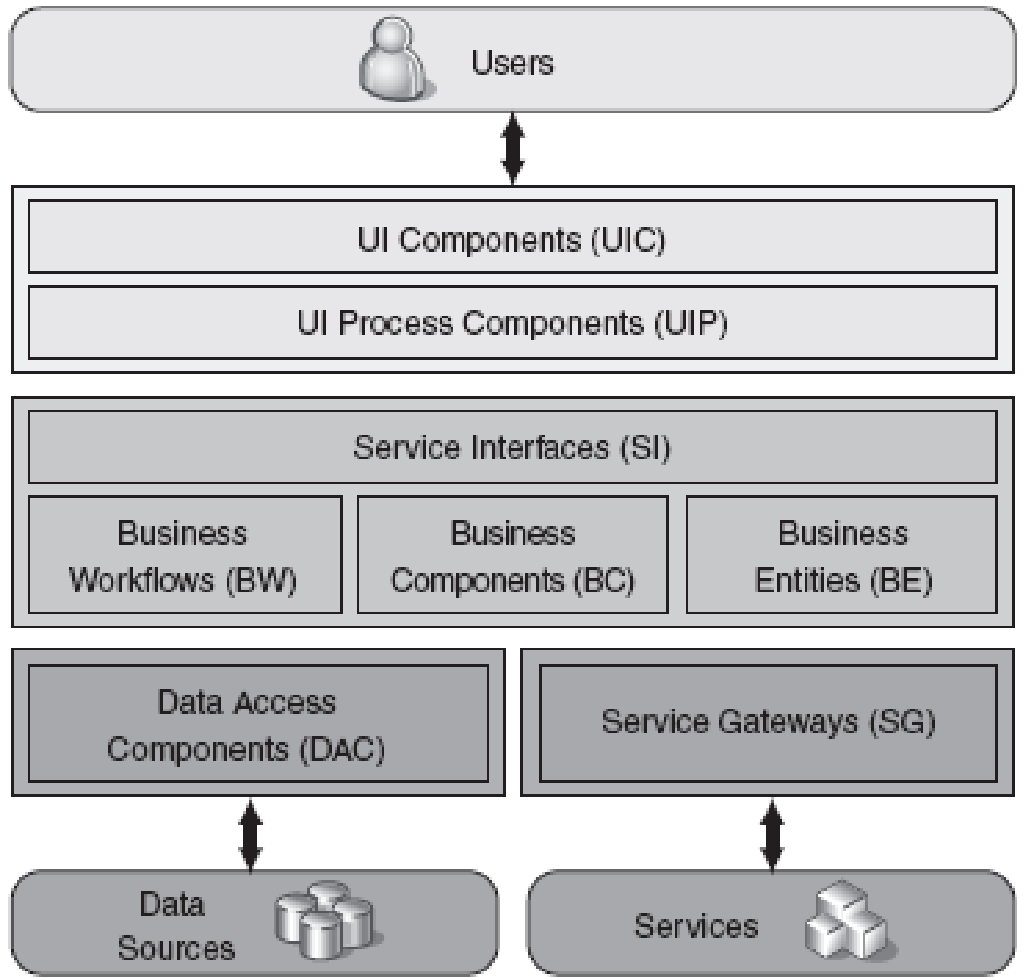 Users
UI Components (UIC)
UI Process Components (UIP)
Service Interfaces (SI)
Business
Workflows (BW)
Business
Components (BC)
Business
Entities (BE)
Data Access
Components (DAC)
Service Gateways (SG)
Data
Sources
Services